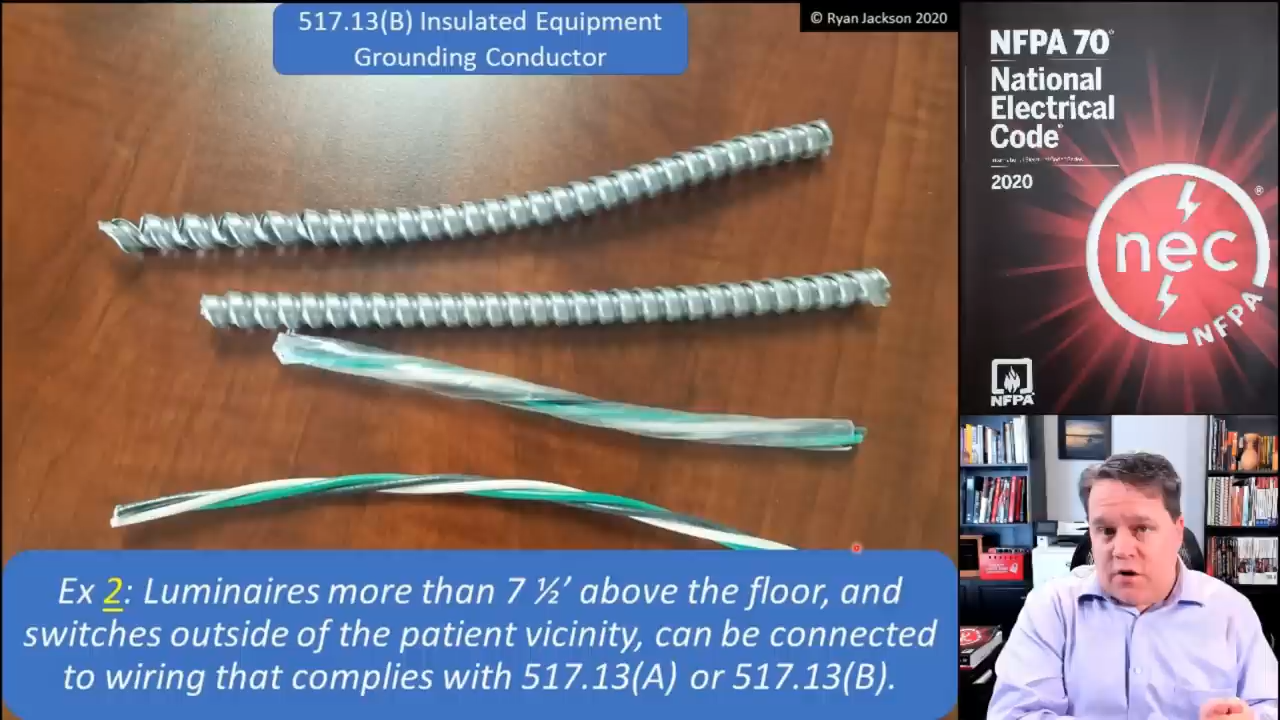 517.13(B) Insulated Equipment
Grounding Conductor
© Ryan Jackson 2020
NFPA 70®
National
Electrical
Code®
2020
nec®
NFPA
NFPA
Ex 2: Luminaires more than 7 ½’ above the floor, and
switches outside of the patient vicinity, can be connected
to wiring that complies with 517.13(A) or 517.13(B).